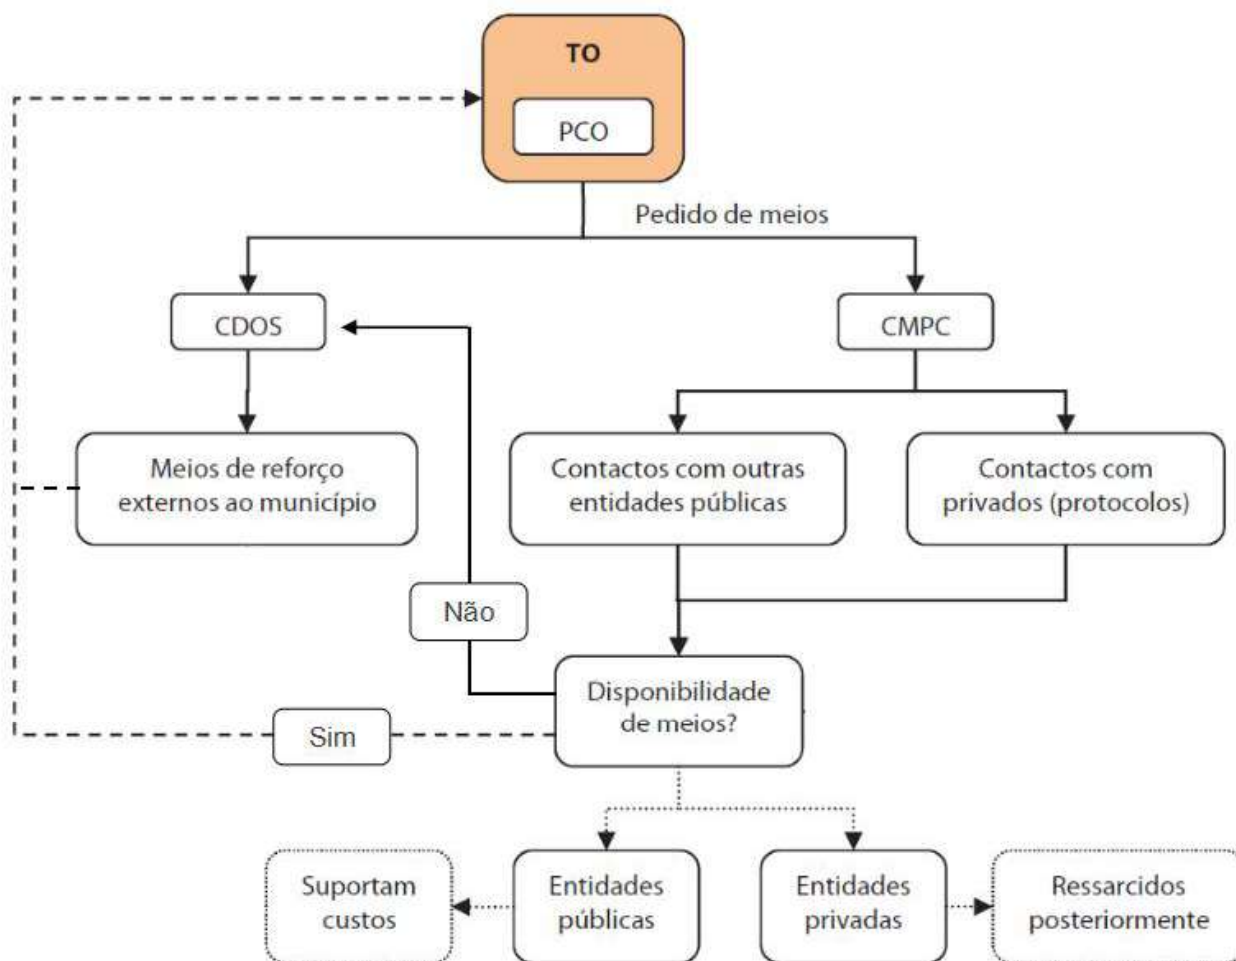 TO
PCO
Pedido de meios
CDOS
CMPC
Meios de reforço
externos ao município
Contactos com outras
entidades públicas
Contactos com
privados (protocolos)
Não
Disponibilidade
de meios?
Sim
Suportam
custos
Entidades
públicas
Entidades
privadas
Ressarcidos
posteriormente